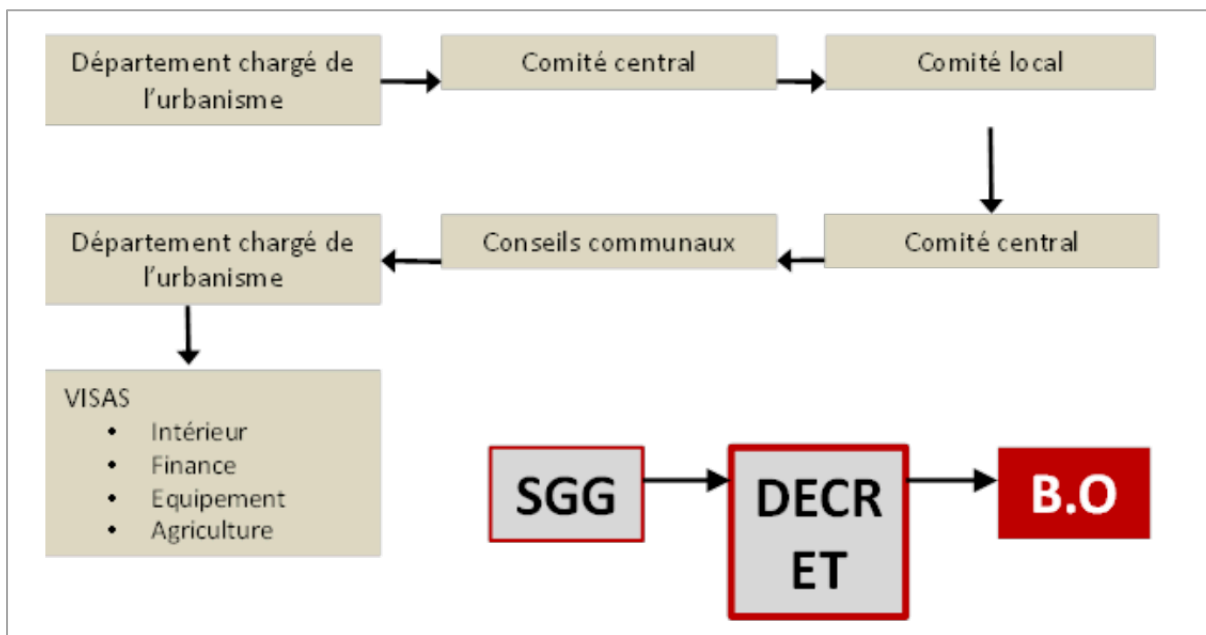 Département chargé de
l'urbanisme
Comité central
Comité local
Département chargé de
l'urbanisme
Conseils communaux
Comité central
VISAS
• Intérieur
• Finance
• Equipement
• Agriculture
SGG
DECR
ET
B.O